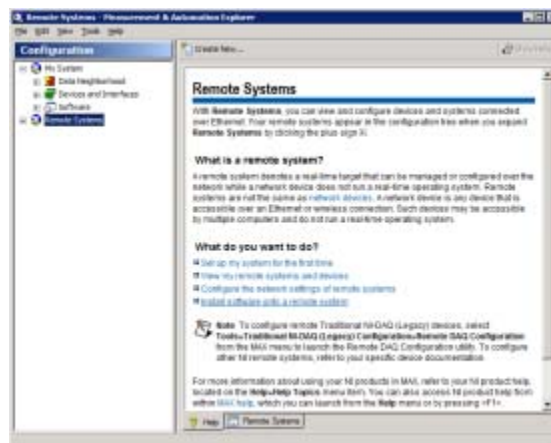 Remote Systems - Measurement & Automation Explorer
File Edit View Tools Help
Configuration
My System
Data Neighborhood
Devices and Interfaces
Software
Remote Systems
Create New...
Remote Systems
With Remote Systems, you can view and configure devices and systems connected
over Ethernet. Your remote systems appear in the configuration tree when you expand
Remote Systems by clicking the plus sign
What is a remote system?
A remote system denotes a real-time target that can be managed or configured over the
network while a network device does not run a real-time operating system. Remote
systems are not the same as network devices. A network device is any device that is
accessible over an Ethernet or wireless connection. Such devices may be accessible
by multiple computers and do not run a real-time operating system.
What do you want to do?
Set up my system for the first time
View my remote systems and devices
Configure the network settings of remote systems
Install software onto a remote system
Note To configure remote Traditional NI-DAQ (Legacy) devices, select
Tools»Traditional NI-DAQ (Legacy) Configuration»Remote DAQ Configuration
from the MAX menu to launch the Remote DAQ Configuration utility. To configure
other NI remote systems, refer to your specific device documentation.
For more information about using your NI products in MAX, refer to your NI product help,
located on the Help»Help Topics menu item. You can also access NI product help from
within MAX help, which you can launch from the Help menu or by pressing <F1>.
Help Remote Systems